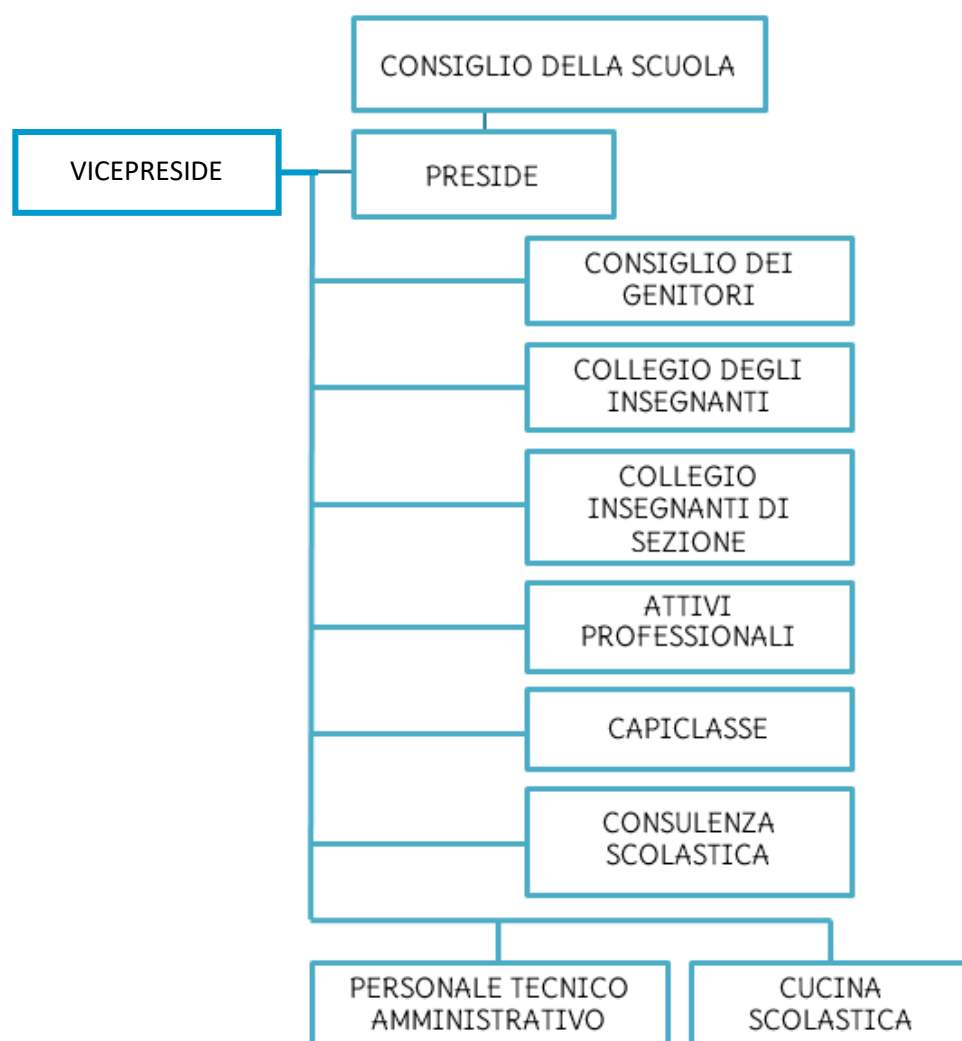 CONSIGLIO DELLA SCUOLA
VICEPRESIDE
PRESIDE
CONSIGLIO DEI
GENITORI
COLLEGIO DEGLI
INSEGNANTI
COLLEGIO
INSEGNANTI DI
SEZIONE
ATTIVI
PROFESSIONALI
CAPICLASSE
CONSULENZA
SCOLASTICA
PERSONALE TECNICO
AMMINISTRATIVO
CUCINA
SCOLASTICA